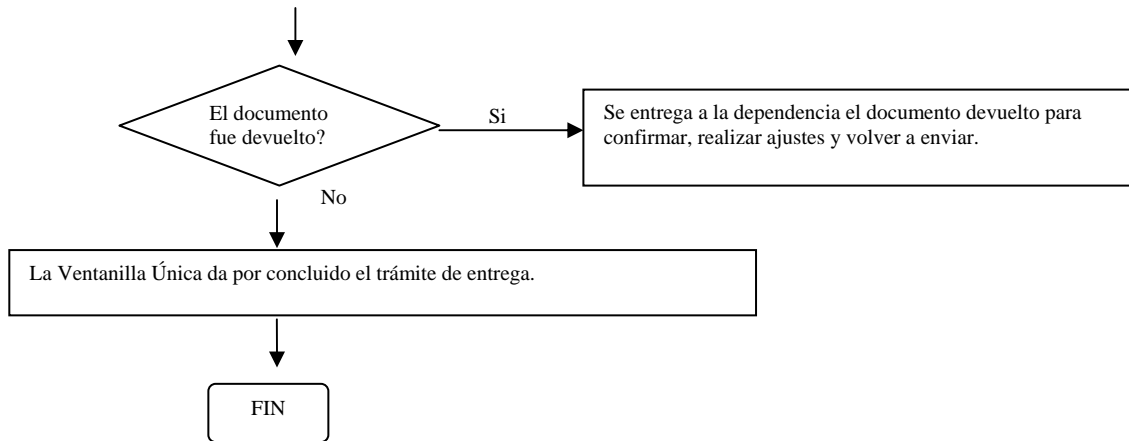 El documento
fue devuelto?
Si
Se entrega a la dependencia el documento devuelto para
confirmar, realizar ajustes y volver a enviar.
No
La Ventanilla Única da por concluido el trámite de entrega.
FIN